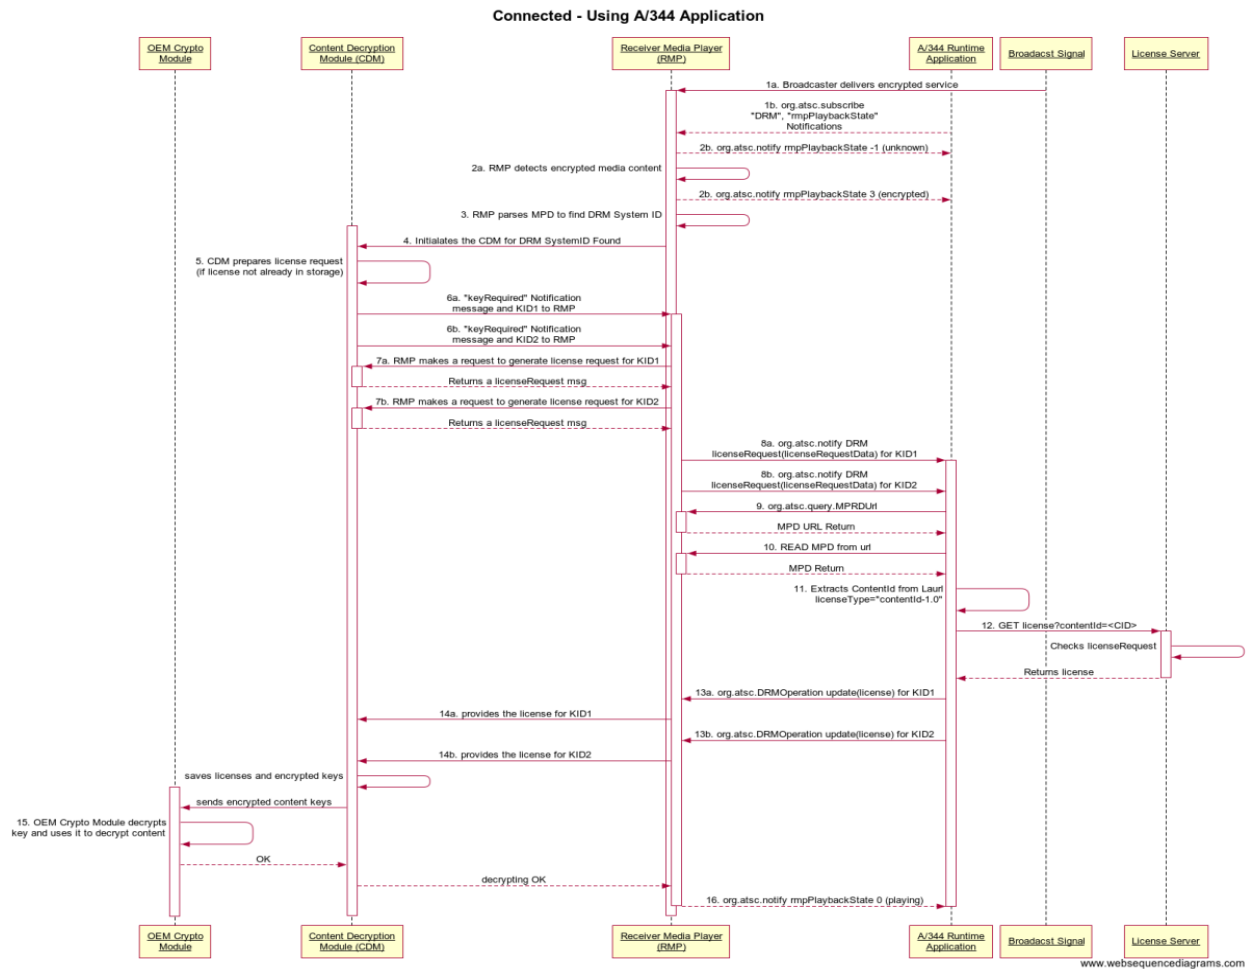 Connected - Using A/344 Application
OEM Crypto
Module
Content Decryption
Module (CDM)
Receiver Media Player
(RMP)
A/344 Runtime
Application
Broadacst Signal
License Server
1a. Broadcaster delivers encrypted service
1b. org.atsc.subscribe
"DRM", "rmpPlaybackState"
Notifications
2b. org.atsc.notify rmpPlaybackState -1 (unknown)
2a. RMP detects encrypted media content
2b. org.atsc.notify rmpPlaybackState 3 (encrypted)
3. RMP parses MPD to find DRM System ID
4. Initialates the CDM for DRM SystemID Found
5. CDM prepares license request
(if license not already in storage)
6a. "keyRequired" Notification
message and KID1 to RMP
6b. "keyRequired" Notification
message and KID2 to RMP
7a. RMP makes a request to generate license request for KID1
Returns a licenseRequest msg
7b. RMP makes a request to generate license request for KID2
Returns a licenseRequest msg
8a. org.atsc.notify DRM
licenseRequest(licenseRequestData) for KID1
8b. org.atsc.notify DRM
licenseRequest(licenseRequestData) for KID2
9. org.atsc.query.MPRDUrl
MPD URL Return
10. READ MPD from url
MPD Return
11. Extracts ContentId from Laurl
licenseType="contentId-1.0"
12. GET license?contentId=<CID>
Checks licenseRequest
Returns license
13a. org.atsc.DRMOperation update(license) for KID1
14a. provides the license for KID1
13b. org.atsc.DRMOperation update(license) for KID2
14b. provides the license for KID2
saves licenses and encrypted keys
sends encrypted content keys
15. OEM Crypto Module decrypts
key and uses it to decrypt content
OK
decrypting OK
16. org.atsc.notify rmpPlaybackState 0 (playing)
OEM Crypto
Module
Content Decryption
Module (CDM)
Receiver Media Player
(RMP)
A/344 Runtime
Application
Broadacst Signal
License Server
www.websequencediagrams.com